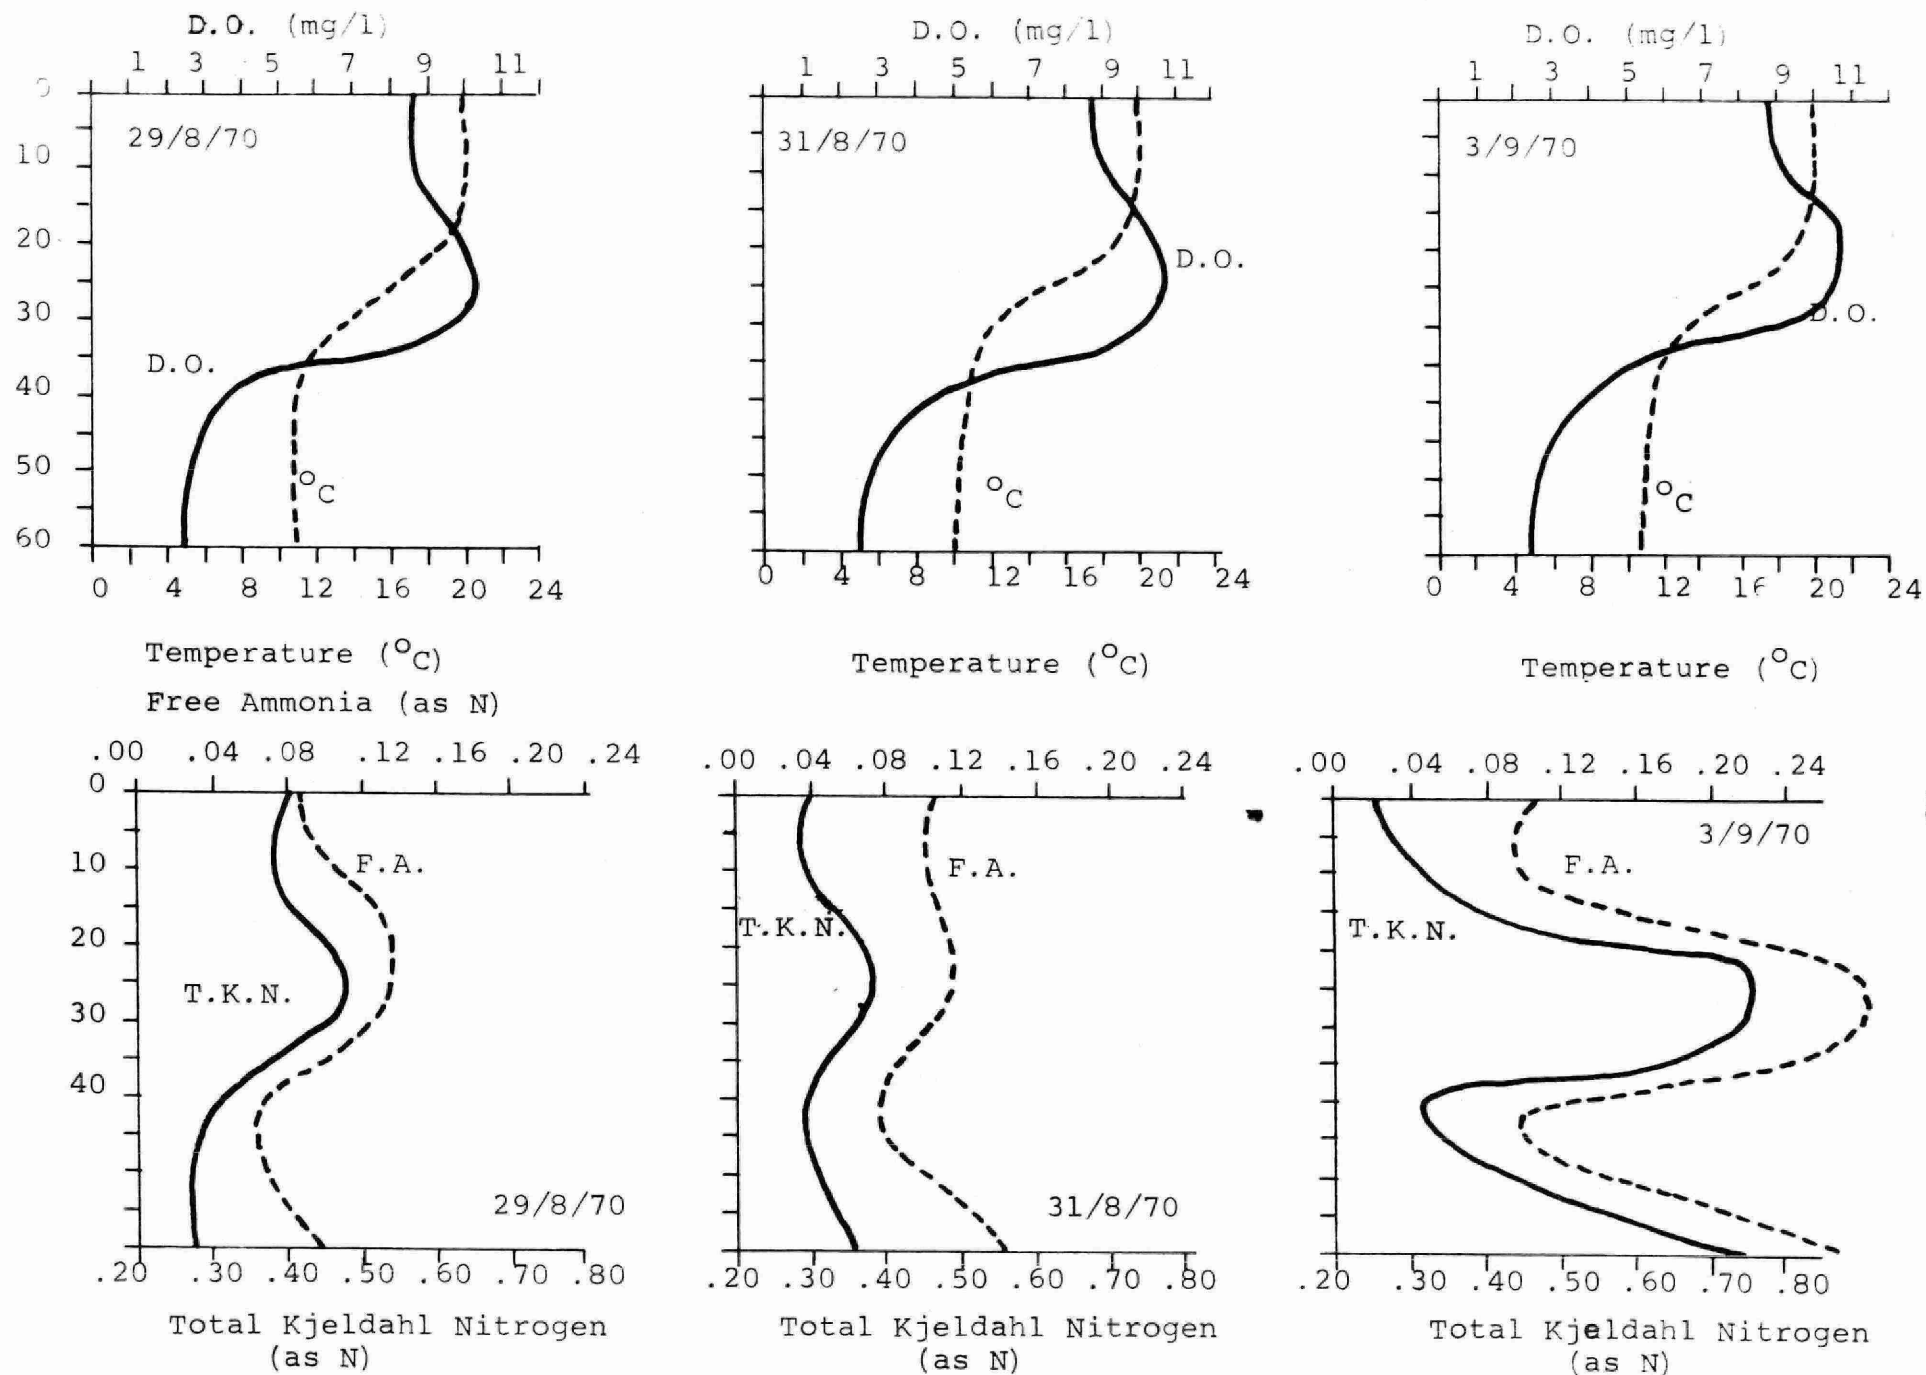 D.O. (mg/l)
1 3 5 7 9 11
0
10
20
30
40
50
60
29/8/70
D.O.
°C
0 4 8 12 16 20 24
Temperature (°C)
D.O. (mg/l)
1 3 5 7 9 11
31/8/70
D.O.
°C
0 4 8 12 16 20 24
Temperature (°C)
D.O. (mg/l)
1 3 5 7 9 11
3/9/70
D.O.
°C
0 4 8 12 16 20 24
Temperature (°C)
Free Ammonia (as N)
.00 .04 .08 .12 .16 .20 .24
0
10
20
30
40
F.A.
T.K.N.
29/8/70
.20 .30 .40 .50 .60 .70 .80
Total Kjeldahl Nitrogen
(as N)
.00 .04 .08 .12 .16 .20 .24
F.A.
T.K.N.
31/8/70
.20 .30 .40 .50 .60 .70 .80
Total Kjeldahl Nitrogen
(as N)
.00 .04 .08 .12 .16 .20 .24
3/9/70
F.A.
T.K.N.
.20 .30 .40 .50 .60 .70 .80
Total Kjeldahl Nitrogen
(as N)